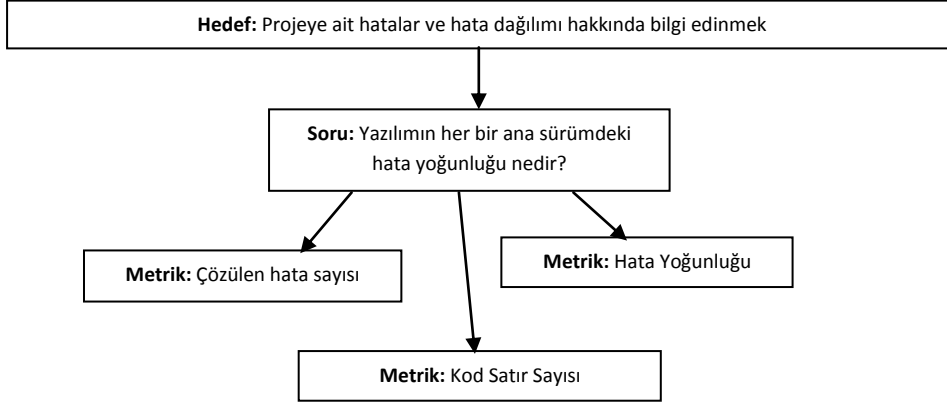 Hedef: Projeye ait hatalar ve hata dağılımı hakkında bilgi edinmek
Soru: Yazılımın her bir ana sürümdeki
hata yoğunluğu nedir?
Metrik: Çözülen hata sayısı
Metrik: Hata Yoğunluğu
Metrik: Kod Satır Sayısı